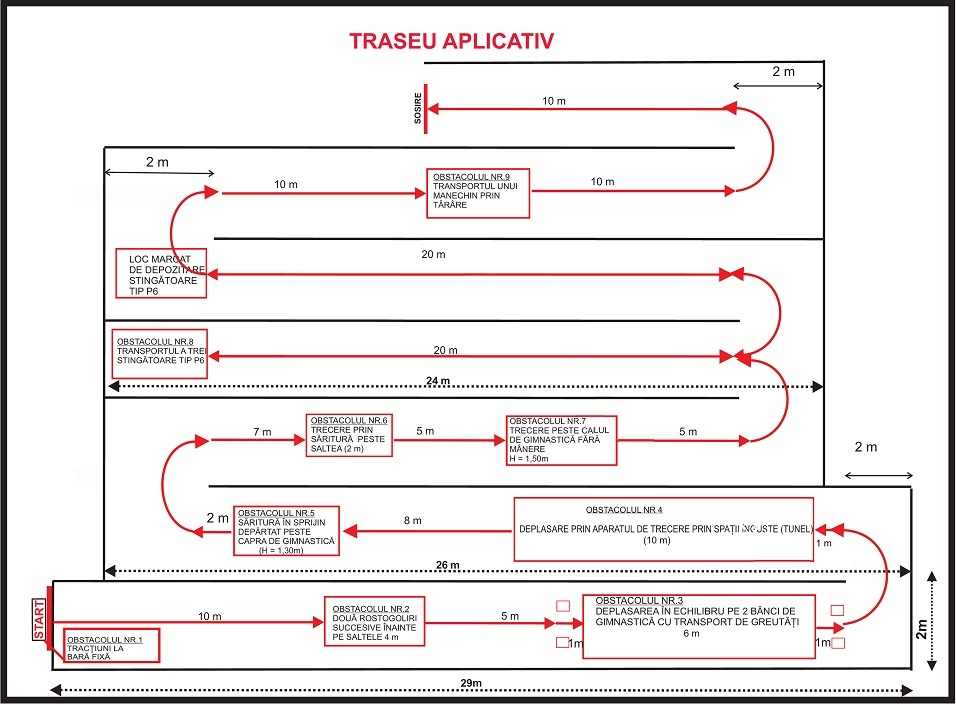 TRASEU APLICATIV
2 m
SOSIRE
10 m
2 m
10 m
OBSTACOLUL NR.9
TRANSPORTUL UNUI
MANECHIN PRIN
TÂRÂRE
10 m
LOC MARCAT
DE DEPOZITARE
STINGĂTOARE
TIP P6
20 m
OBSTACOLUL NR.8
TRANSPORTUL A TREI
STINGĂTOARE TIP P6
20 m
24 m
7 m
OBSTACOLUL NR.6
TRECERE PRIN
SĂRITURĂ PESTE
SALTEA (2 m)
5 m
OBSTACOLUL NR.7
TRECERE PESTE CALUL
DE GIMNASTICĂ FĂRĂ
MÂNERE
H = 1,50m
5 m
2 m
2 m
OBSTACOLUL NR.5
SĂRITURĂ ÎN SPRIJIN
DEPĂRTAT PESTE
CAPRA DE GIMNASTICĂ
(H = 1,30m)
8 m
OBSTACOLUL NR 4
DEPLASARE PRIN APARATUL DE TRECERE PRIN SPAȚII ÎNGUSTE (TUNEL)
(10 m)
1 m
26 m
START
OBSTACOLUL NR.1
TRACȚIUNI LA
BARĂ FIXĂ
10 m
OBSTACOLUL NR.2
DOUĂ ROSTOGOLIRI
SUCCESIVE ÎNAINTE
PE SALTELE 4 m
5 m
1m
OBSTACOLUL NR.3
DEPLASAREA ÎN ECHILIBRU PE 2 BĂNCI DE
GIMNASTICĂ CU TRANSPORT DE GREUTĂȚI
6 m
1m
2m
29m